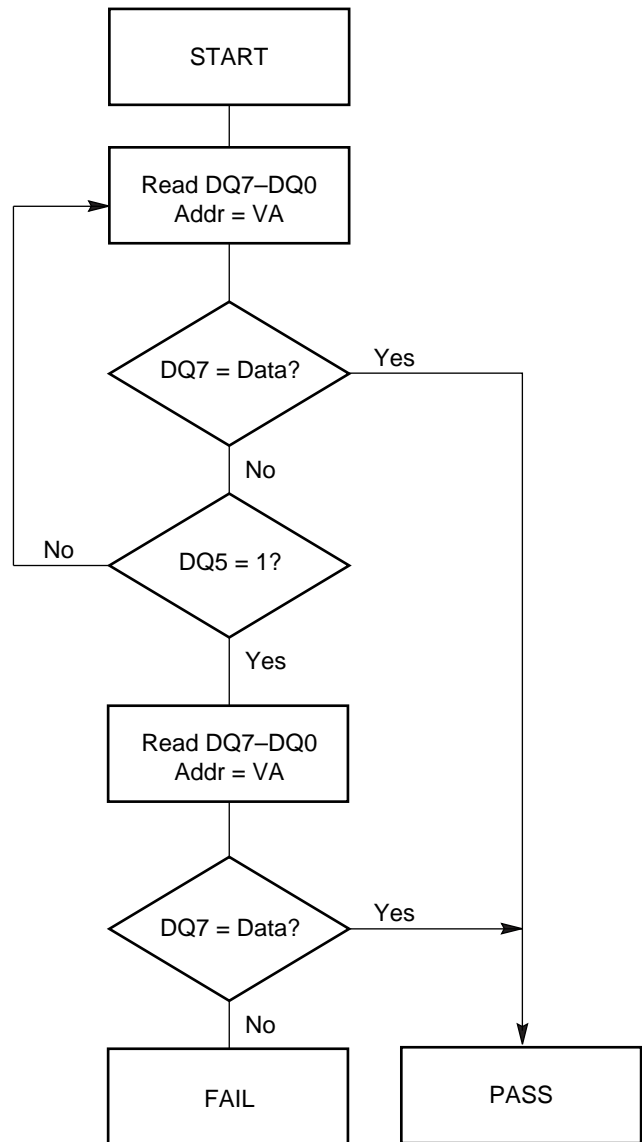 START
Read DQ7–DQ0
Addr = VA
DQ7 = Data?
Yes
No
DQ5 = 1?
No
Yes
Read DQ7–DQ0
Addr = VA
DQ7 = Data?
Yes
No
FAIL
PASS